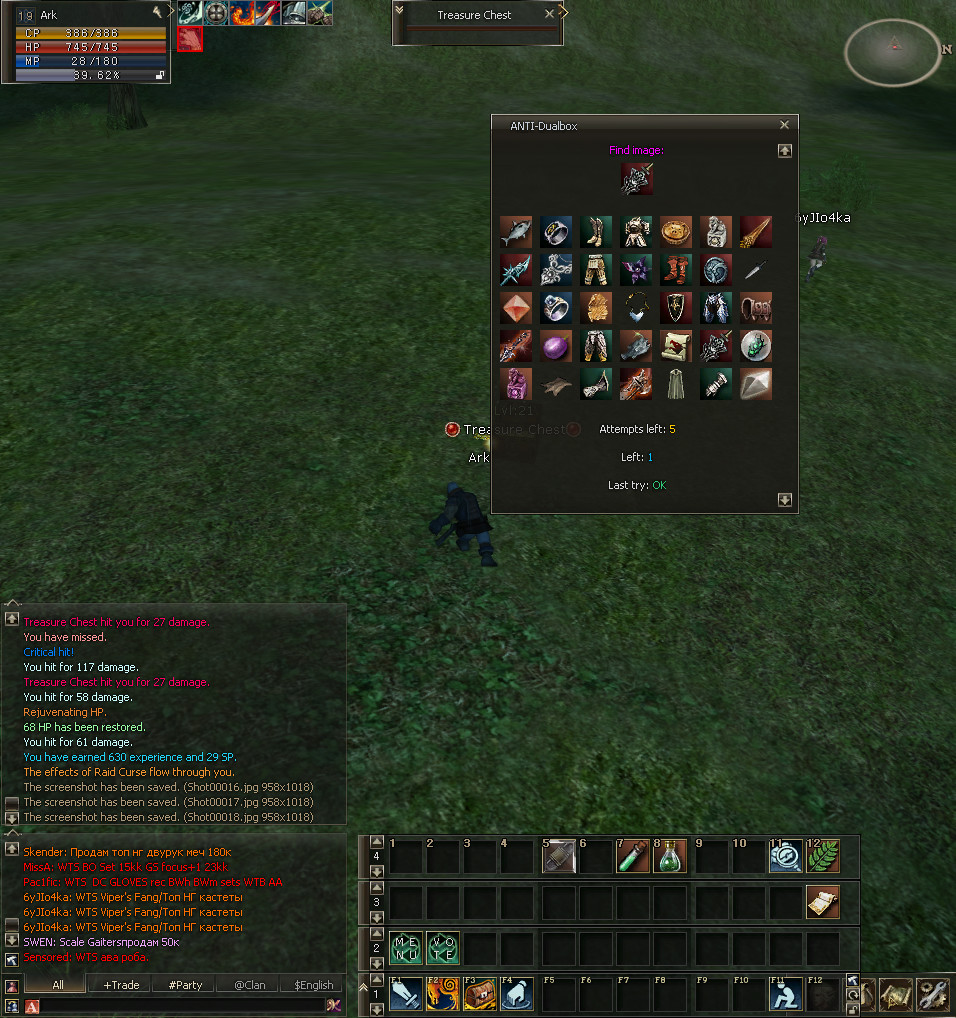 19 Ark
CP 386/386
HP 745/745
MP 28/180
39.62%
Treasure Chest
N
ANTI-Dualbox
Find image:
6yJIo4ka
Treasure Chest
Attempts left: 5
Ark
Left: 1
Last try: OK
Treasure Chest hit you for 27 damage.
You have missed.
Critical hit!
You hit for 117 damage.
Treasure Chest hit you for 27 damage.
You hit for 58 damage.
Rejuvenating HP.
68 HP has been restored.
You hit for 61 damage.
You have earned 630 experience and 29 SP.
The effects of Raid Curse flow through you.
The screenshot has been saved. (Shot00016.jpg 958x1018)
The screenshot has been saved. (Shot00017.jpg 958x1018)
The screenshot has been saved. (Shot00018.jpg 958x1018)
Skender: Продам топ нг двурук меч 180к
MissA: WTS BO Set 15kk GS focus+1 23kk
Pac1fic: WTS DC GLOVES rec BWh BWm sets WTB AA
6yJIo4ka: WTS Viper's Fang/Топ НГ кастеты
6yJIo4ka: WTS Viper's Fang/Топ НГ кастеты
6yJIo4ka: WTS Viper's Fang/Топ НГ кастеты
SWEN: Scale Gaitersпродам 50к
Sensored: WTS ава роба.
All +Trade #Party @Clan $English
A
1 2 3 4 5 6 7 8 9 10 11 12
4
3
2 MENU VOTE
1 F1 F2 F3 F4 F5 F6 F7 F8 F9 F10 F11 F12